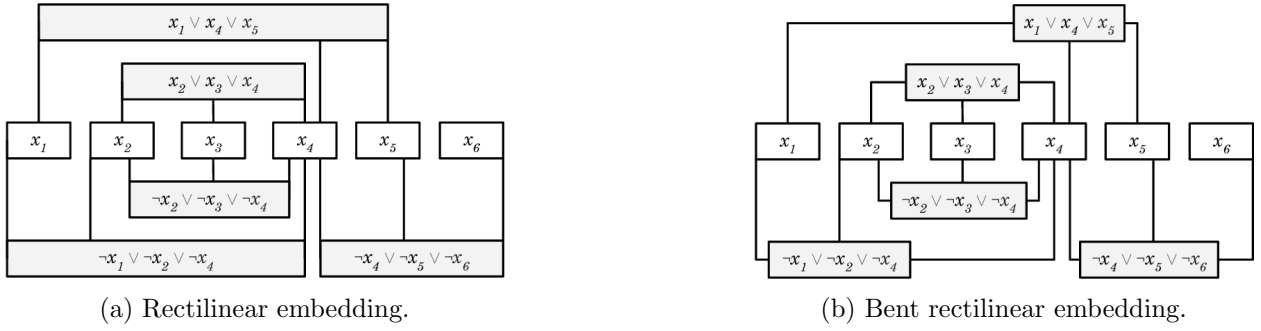 x₁ ∨ x₄ ∨ x₅
x₂ ∨ x₃ ∨ x₄
x₁ x₂ x₃ x₄ x₅ x₆
¬x₂ ∨ ¬x₃ ∨ ¬x₄
¬x₁ ∨ ¬x₂ ∨ ¬x₄ ¬x₄ ∨ ¬x₅ ∨ ¬x₆
(a) Rectilinear embedding.
x₁ ∨ x₄ ∨ x₅
x₂ ∨ x₃ ∨ x₄
x₁ x₂ x₃ x₄ x₅ x₆
¬x₂ ∨ ¬x₃ ∨ ¬x₄
¬x₁ ∨ ¬x₂ ∨ ¬x₄ ¬x₄ ∨ ¬x₅ ∨ ¬x₆
(b) Bent rectilinear embedding.